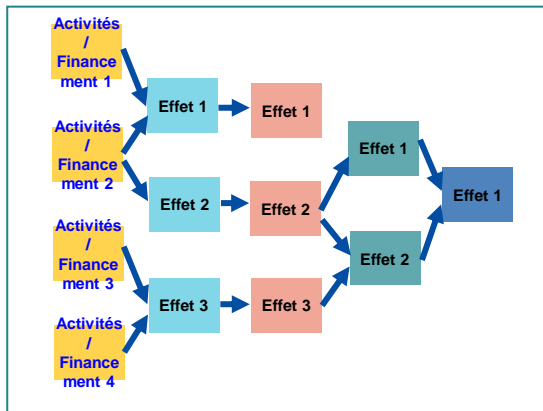 Activités
/
Finance
ment 1
Activités
/
Finance
ment 2
Activités
/
Finance
ment 3
Activités
/
Finance
ment 4
Effet 1
Effet 2
Effet 3
Effet 1
Effet 2
Effet 3
Effet 1
Effet 2
Effet 1